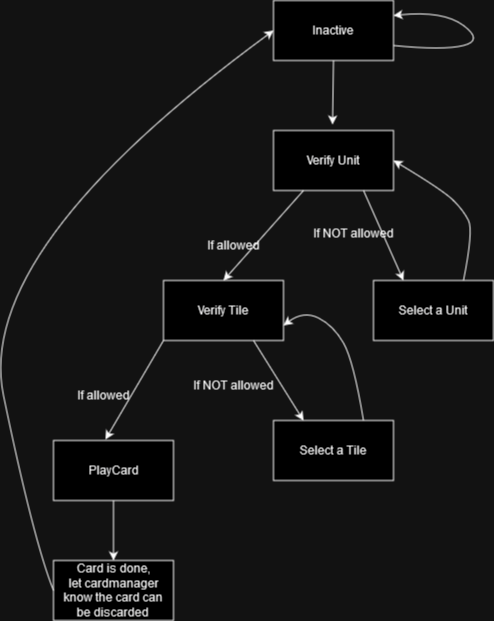 Inactive
Verify Unit
If allowed
If NOT allowed
Verify Tile
Select a Unit
If allowed
If NOT allowed
PlayCard
Select a Tile
Card is done,
let cardmanager
know the card can
be discarded